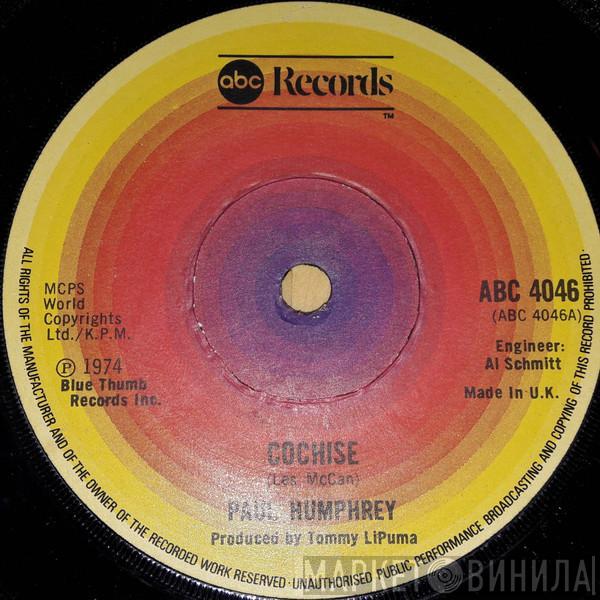 abc Records
TM
MCPS
World
Copyrights
Ltd./K.P.M.
℗ 1974
Blue Thumb
Records Inc.
ABC 4046
(ABC 4046A)
Engineer:
Al Schmitt
Made In U.K.
COCHISE
(Les McCan)
PAUL HUMPHREY
Produced by Tommy LiPuma
ALL RIGHTS OF THE MANUFACTURER AND OF THE OWNER OF THE RECORDED WORK RESERVED · UNAUTHORISED PUBLIC PERFORMANCE BROADCASTING AND COPYING OF THIS RECORD PROHIBITED·
МАРКЕТ ВИНИЛА